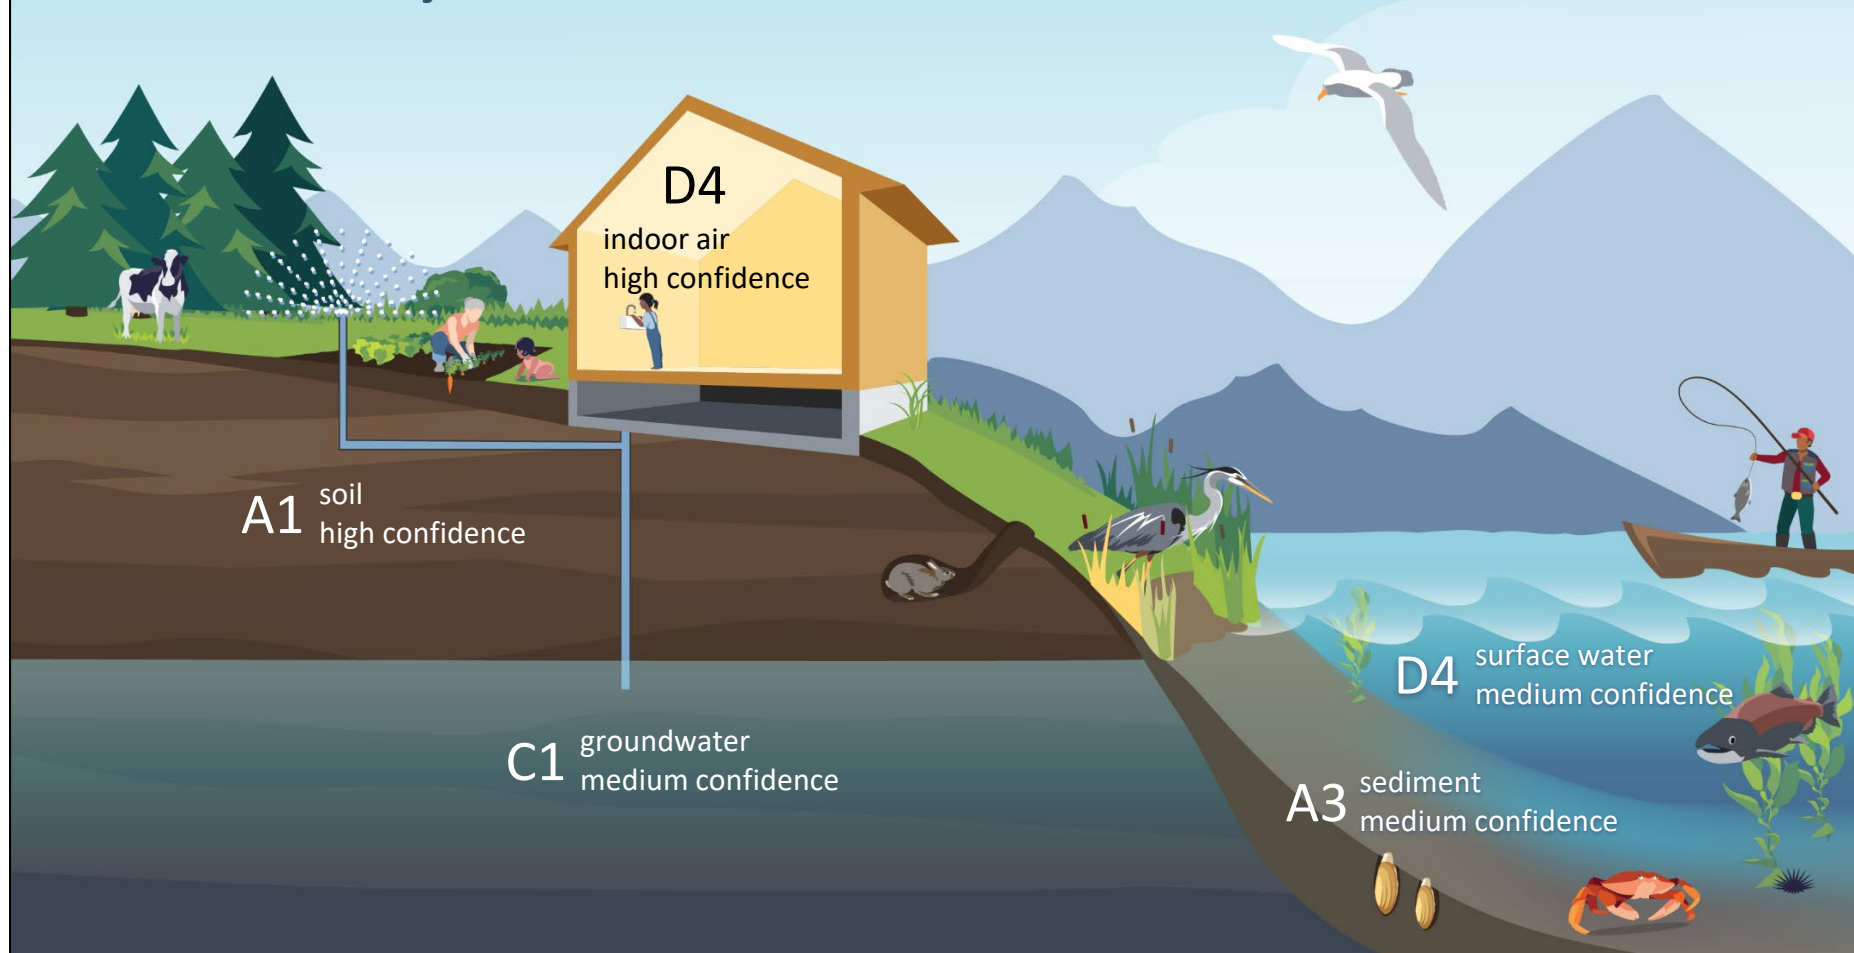 D4
indoor air
high confidence
A1
soil
high confidence
C1
groundwater
medium confidence
D4
surface water
medium confidence
A3
sediment
medium confidence